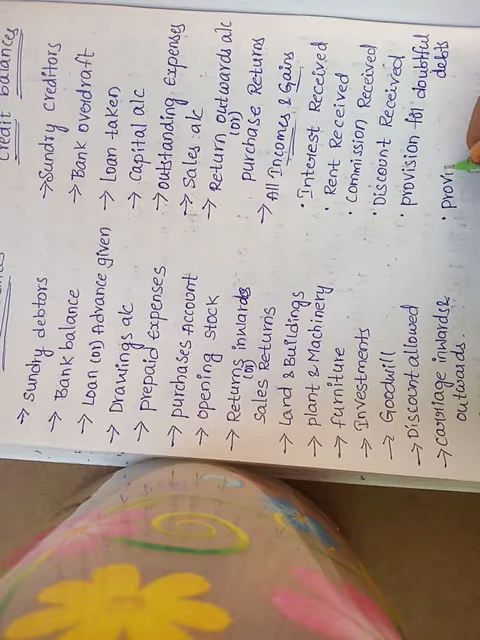 → Sundry debtors
→ Bank balance
→ Loan (or) Advance given
→ Drawings a/c
→ Prepaid Expenses
→ purchases Account
→ opening stock
→ Returns inwards
(or)
Sales Returns
→ Land & Buildings
→ plant & Machinery
→ furniture
→ Investments
→ Goodwill
→ Discount allowed
→ carriage inwards &
outwards.
Credit balances
→ Sundry Creditors
→ Bank overdraft
→ Loan taken
→ Capital a/c
→ outstanding Expenses
→ Sales a/c
→ Return outwards a/c
(or)
purchase Returns
→ All Incomes & Gains
• Interest Received
• Rent Received
• Commission Received
• Discount Received
• provision for doubtful
debts
• provi